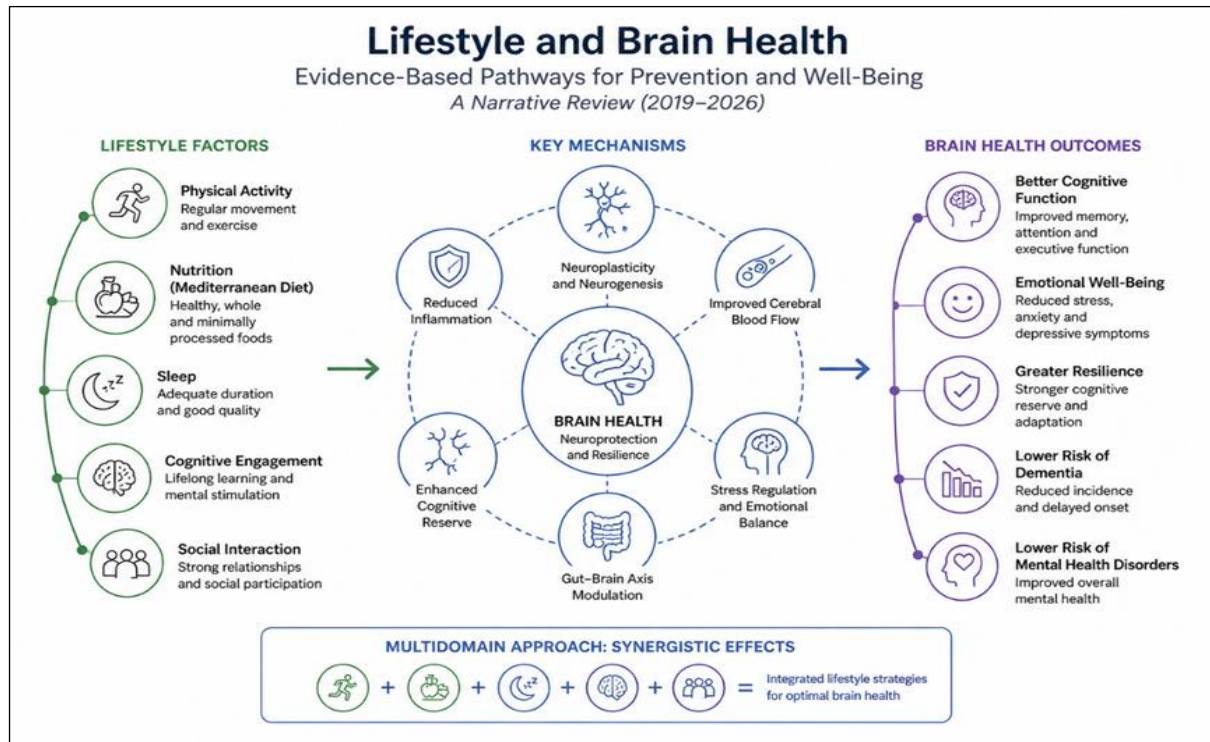 Lifestyle and Brain Health
Evidence-Based Pathways for Prevention and Well-Being
A Narrative Review (2019–2026)
LIFESTYLE FACTORS
Physical Activity
Regular movement
and exercise
Nutrition
(Mediterranean Diet)
Healthy, whole
and minimally
processed foods
Sleep
Adequate duration
and good quality
Cognitive Engagement
Lifelong learning and
mental stimulation
Social Interaction
Strong relationships
and social participation
KEY MECHANISMS
Neuroplasticity
and Neurogenesis
Reduced
Inflammation
Improved Cerebral
Blood Flow
BRAIN HEALTH
Neuroprotection
and Resilience
Enhanced
Cognitive
Reserve
Stress Regulation
and Emotional
Balance
Gut–Brain Axis
Modulation
BRAIN HEALTH OUTCOMES
Better Cognitive
Function
Improved memory,
attention and
executive function
Emotional Well-Being
Reduced stress,
anxiety and
depressive symptoms
Greater Resilience
Stronger cognitive
reserve and
adaptation
Lower Risk of
Dementia
Reduced incidence
and delayed onset
Lower Risk of
Mental Health Disorders
Improved overall
mental health
MULTIDOMAIN APPROACH: SYNERGISTIC EFFECTS
+ + + + = Integrated lifestyle strategies
for optimal brain health